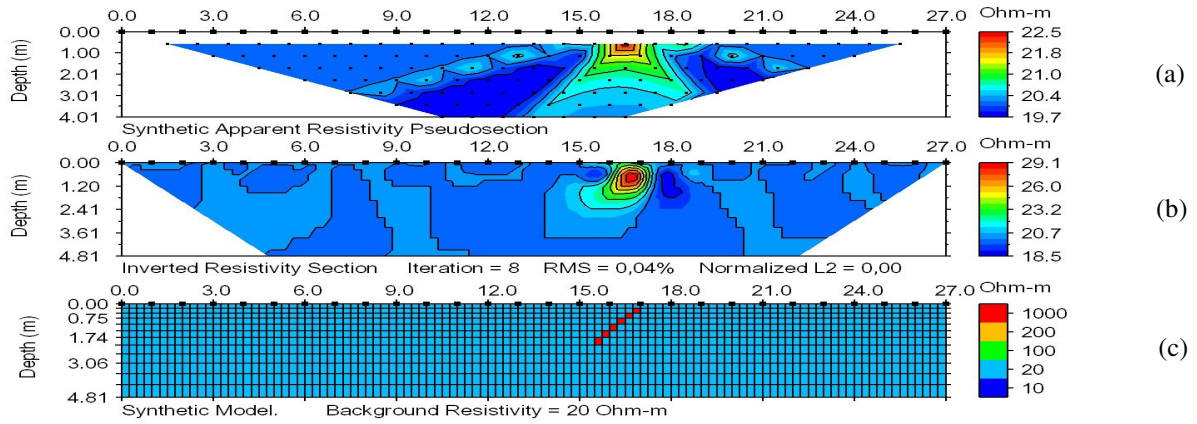 0.0 3.0 6.0 9.0 12.0 15.0 18.0 21.0 24.0 27.0 Ohm-m
Depth (m)
0.00
1.00
2.01
3.01
4.01
22.5
21.8
21.0
20.4
19.7
(a)
Synthetic Apparent Resistivity Pseudosection
0.0 3.0 6.0 9.0 12.0 15.0 18.0 21.0 24.0 27.0 Ohm-m
Depth (m)
0.00
1.20
2.41
3.61
4.81
29.1
26.0
23.2
20.7
18.5
(b)
Inverted Resistivity Section Iteration = 8 RMS = 0,04% Normalized L2 = 0,00
0.0 3.0 6.0 9.0 12.0 15.0 18.0 21.0 24.0 27.0 Ohm-m
Depth (m)
0.00
0.75
1.74
3.06
4.81
1000
200
100
20
10
(c)
Synthetic Model. Background Resistivity = 20 Ohm-m